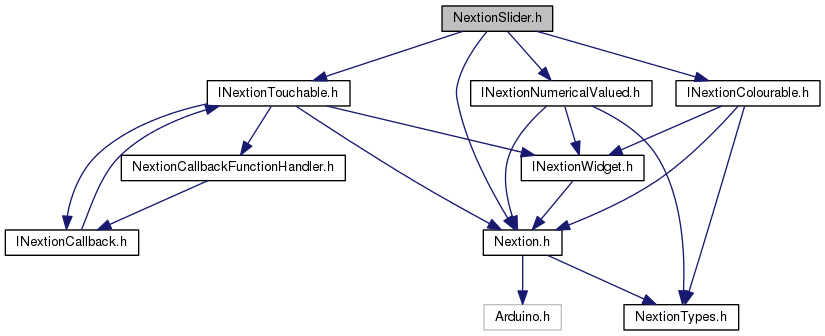 NextionSlider.h
INextionTouchable.h
INextionNumericalValued.h
INextionColourable.h
NextionCallbackFunctionHandler.h
INextionWidget.h
INextionCallback.h
Nextion.h
Arduino.h
NextionTypes.h